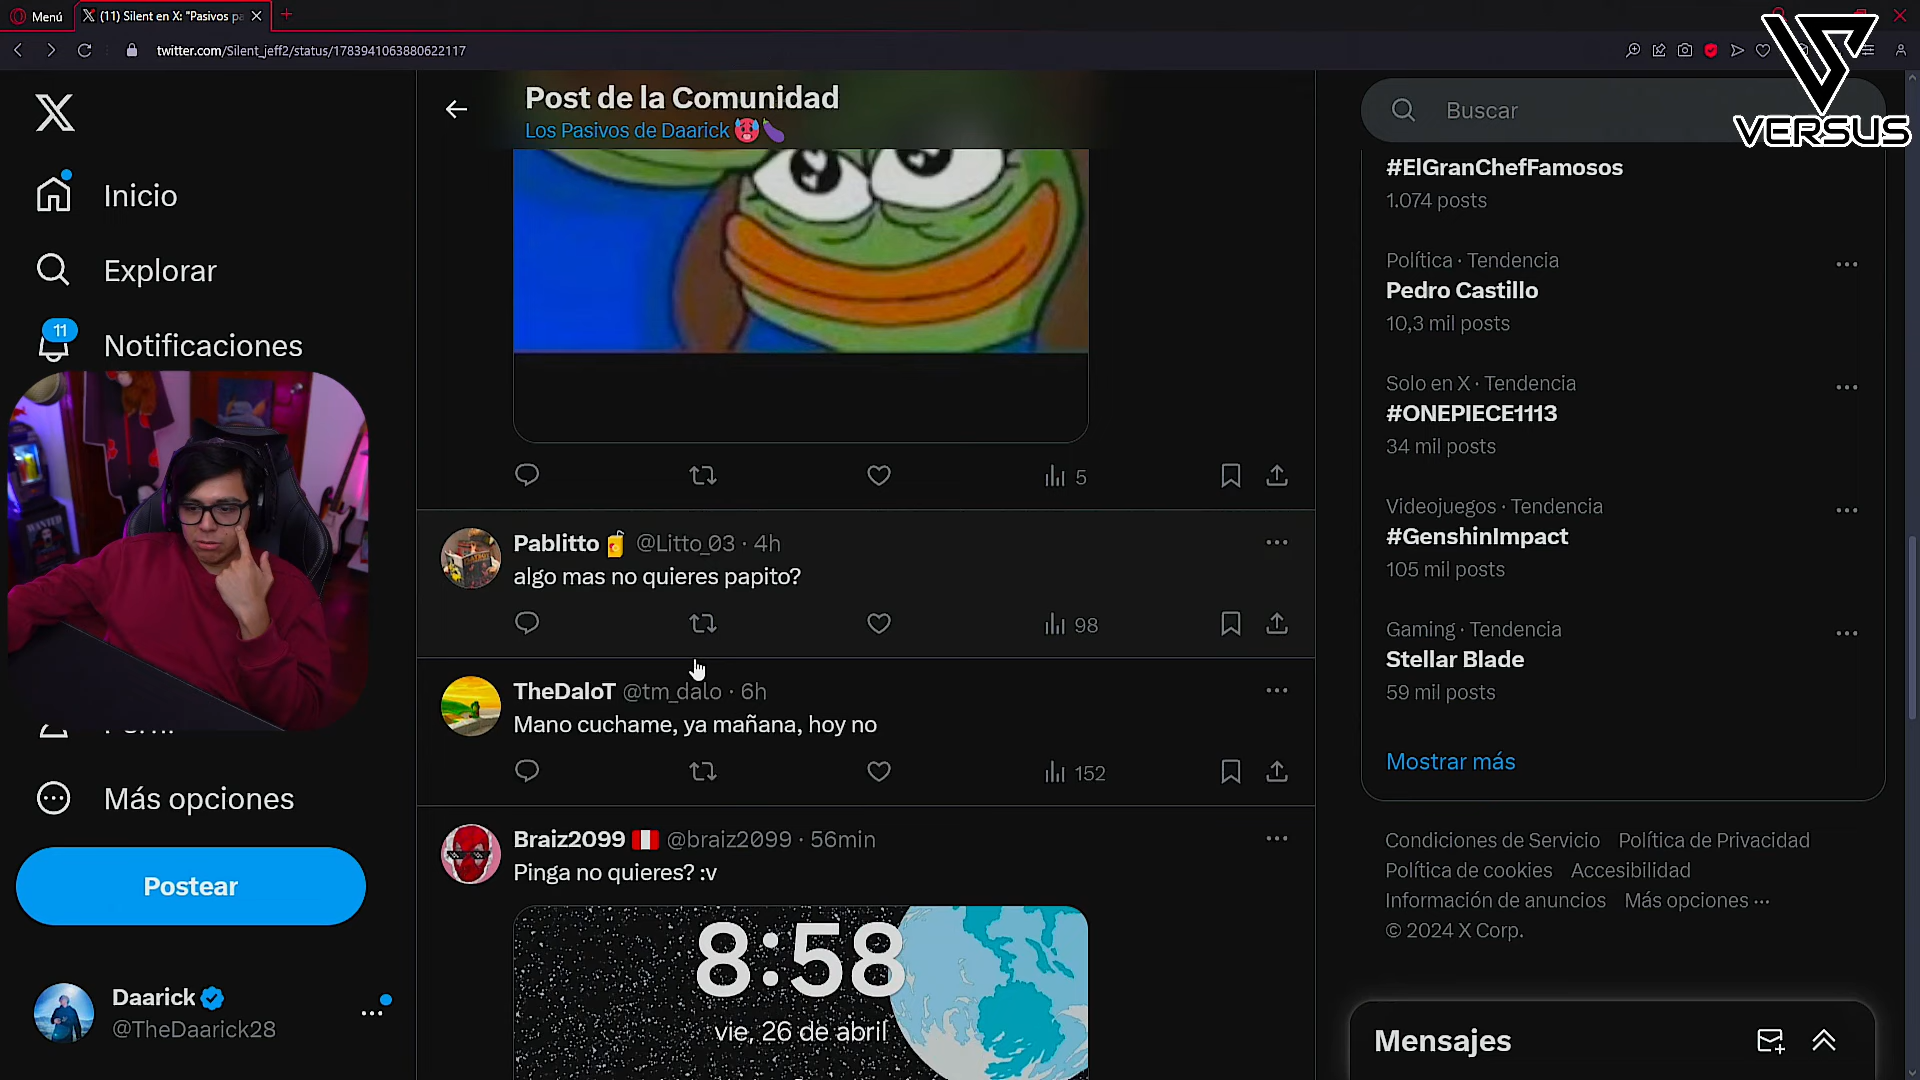 Menú
(11) Silent en X: "Pasivos pa
twitter.com/Silent_jeff2/status/1783941063880622117
VERSUS
Post de la Comunidad
Los Pasivos de Daarick 🥵🍆
Buscar
Inicio
Explorar
11
Notificaciones
Más opciones
Postear
Daarick
@TheDaarick28
WANTED
5
Pablitto🧃 @Litto_03 · 4h
algo mas no quieres papito?
98
TheDaloT @tm_dalo · 6h
Mano cuchame, ya mañana, hoy no
152
Braiz2099 🇵🇪 @braiz2099 · 56min
Pinga no quieres? :v
8:58
vie, 26 de abril
#ElGranChefFamosos
1.074 posts
Política · Tendencia
Pedro Castillo
10,3 mil posts
Solo en X · Tendencia
#ONEPIECE1113
34 mil posts
Videojuegos · Tendencia
#GenshinImpact
105 mil posts
Gaming · Tendencia
Stellar Blade
59 mil posts
Mostrar más
Condiciones de Servicio Política de Privacidad
Política de cookies Accesibilidad
Información de anuncios Más opciones ···
© 2024 X Corp.
Mensajes